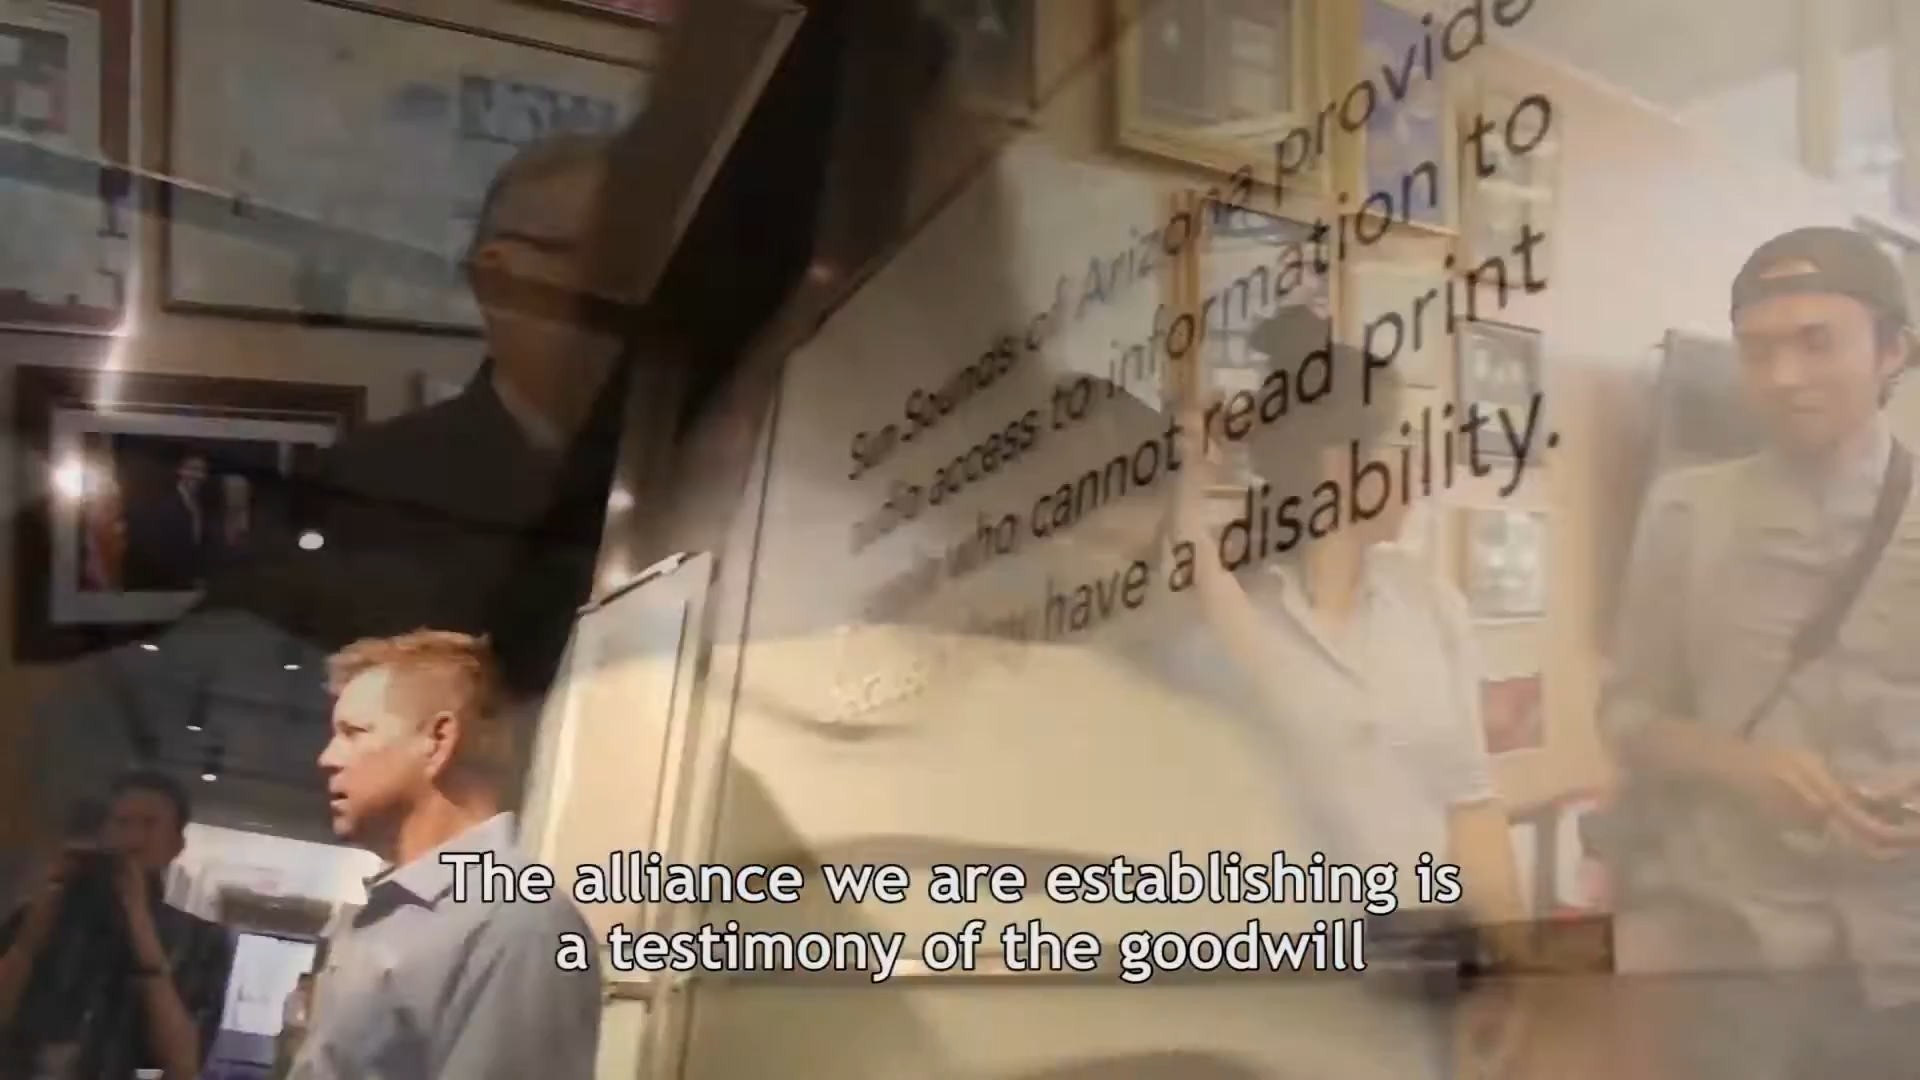 Sun Sounds of Arizona provide
audio access to information to
who cannot read print
have a disability.
The alliance we are establishing is
a testimony of the goodwill